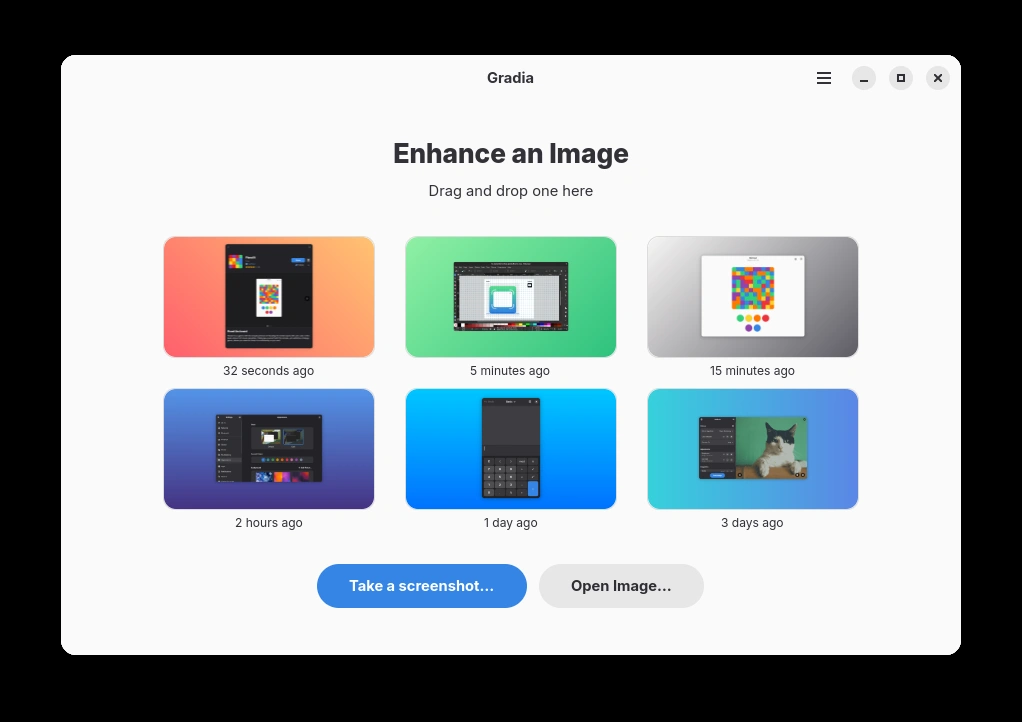 Gradia
Enhance an Image
Drag and drop one here
32 seconds ago
5 minutes ago
15 minutes ago
2 hours ago
1 day ago
3 days ago
Take a screenshot...
Open Image...